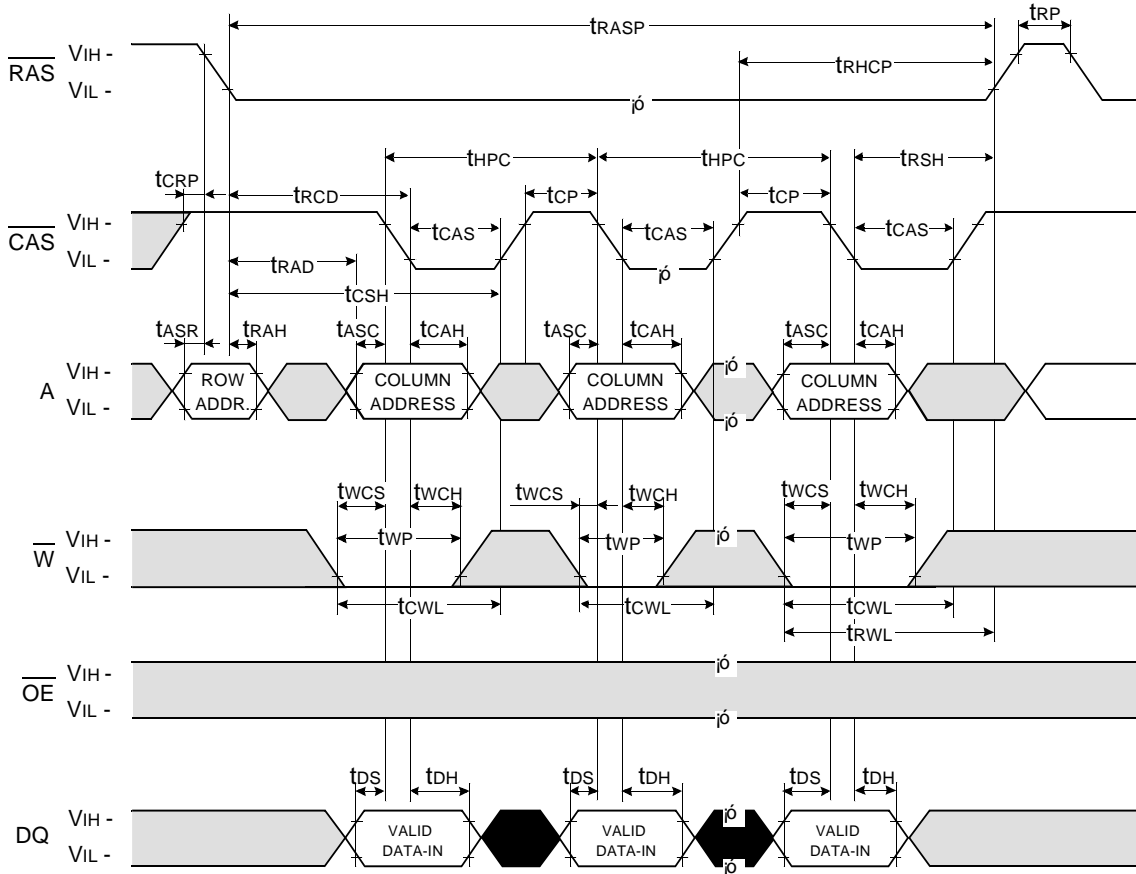 tRASP
tRP
RAS VIH -
VIL -
tRHCP
¡ó
tCRP
tRCD
tHPC
tHPC
tRSH
tCP
tCP
CAS VIH -
VIL -
tCAS
tCAS
tCAS
¡ó
tRAD
tCSH
tASR
tRAH
tASC
tCAH
tASC
tCAH
tASC
tCAH
A VIH -
VIL -
ROW
ADDR.
COLUMN
ADDRESS
COLUMN
ADDRESS
¡ó
¡ó
COLUMN
ADDRESS
tWCS
tWCH
tWCS
tWCH
tWCS
tWCH
W VIH -
VIL -
tWP
tWP
¡ó
tWP
tCWL
tCWL
tCWL
tRWL
OE VIH -
VIL -
¡ó
¡ó
tDS
tDH
tDS
tDH
tDS
tDH
DQ VIH -
VIL -
VALID
DATA-IN
VALID
DATA-IN
¡ó
¡ó
VALID
DATA-IN